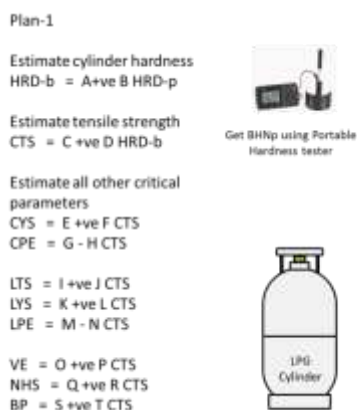 Plan-1
Estimate cylinder hardness
HRD-b = A+ve B HRD-p
Estimate tensile strength
CTS = C +ve D HRD-b
Estimate all other critical
parameters
CYS = E +ve F CTS
CPE = G - H CTS
LTS = I +ve J CTS
LYS = K +ve L CTS
LPE = M - N CTS
VE = O +ve P CTS
NHS = Q +ve R CTS
BP = S +ve T CTS
Get BHNp using Portable
Hardness tester
LPG
Cylinder